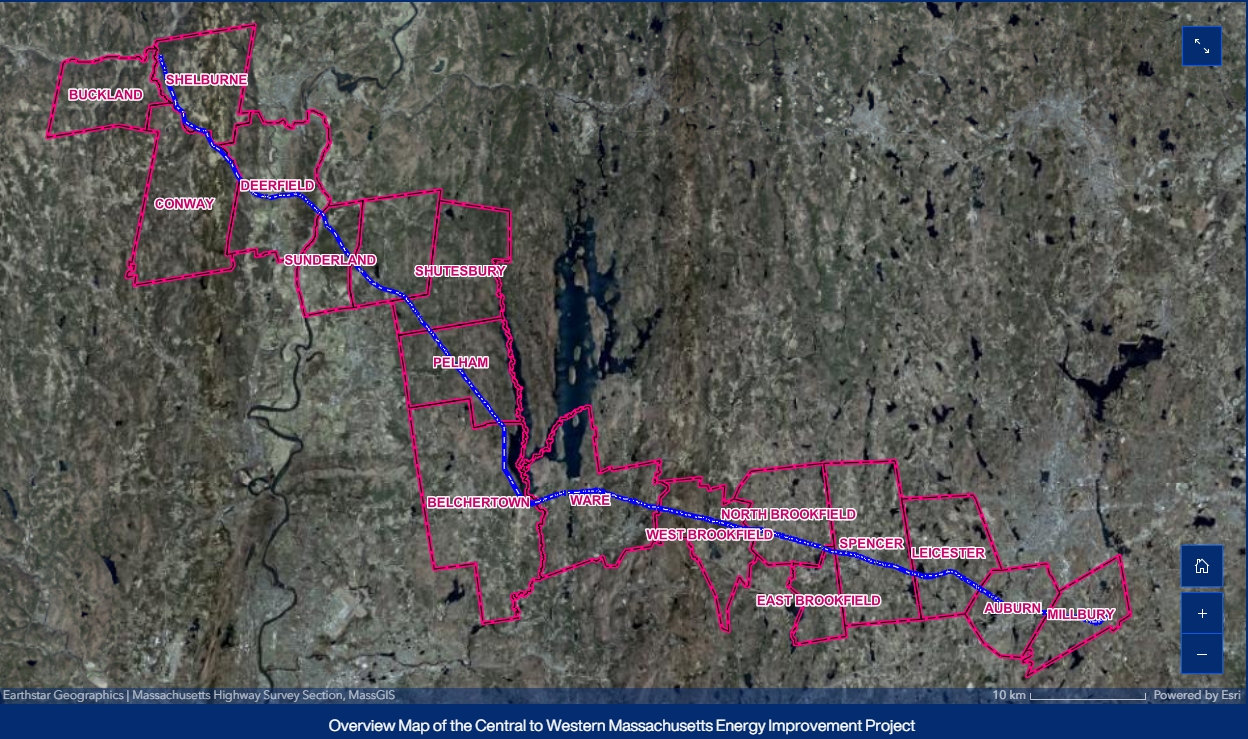 SHELBURNE
BUCKLAND
DEERFIELD
CONWAY
SUNDERLAND
SHUTESBURY
PELHAM
BELCHERTOWN
WARE
NORTH BROOKFIELD
WEST BROOKFIELD
SPENCER
LEICESTER
EAST BROOKFIELD
AUBURN
MILLBURY
+
−
Earthstar Geographics | Massachusetts Highway Survey Section, MassGIS
10 km
Powered by Esri
Overview Map of the Central to Western Massachusetts Energy Improvement Project